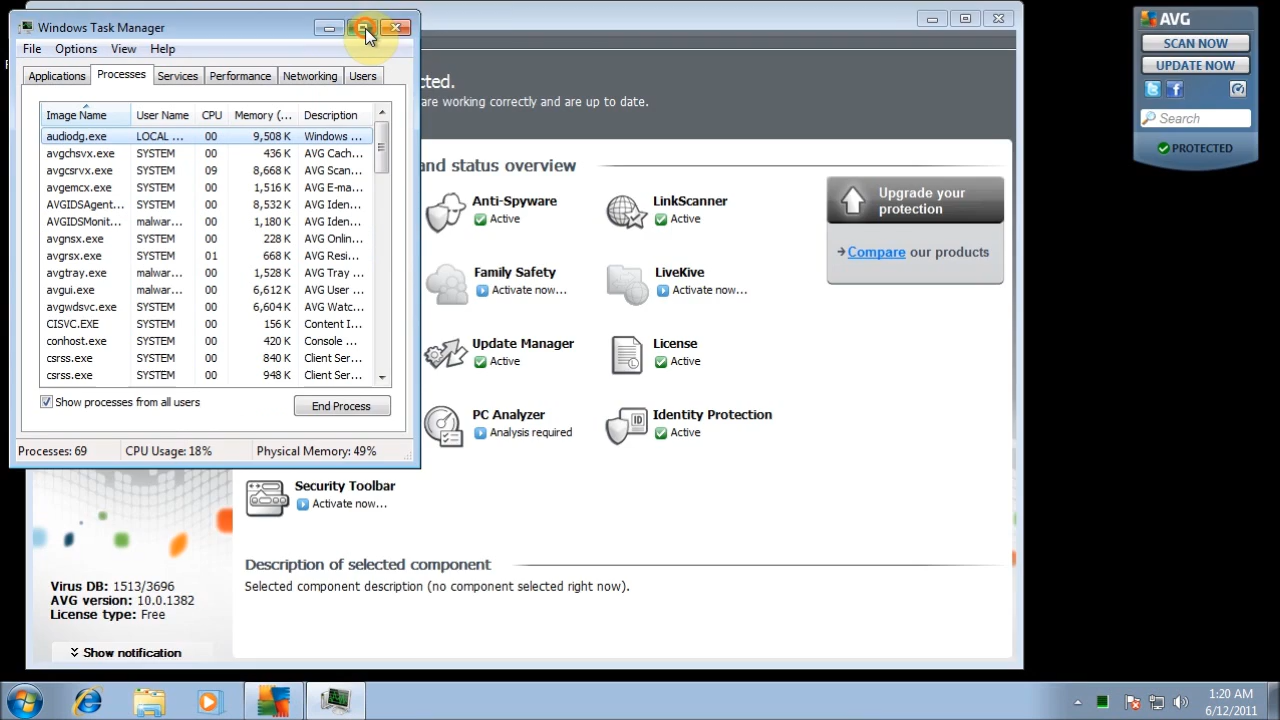 Windows Task Manager
File Options View Help
Applications Processes Services Performance Networking Users
Image Name User Name CPU Memory (... Description
audiodg.exe LOCAL ... 00 9,508 K Windows ...
avgchsvx.exe SYSTEM 00 436 K AVG Cach...
avgcsrvx.exe SYSTEM 09 8,668 K AVG Scan...
avgemcx.exe SYSTEM 00 1,516 K AVG E-ma...
AVGIDSAgent... SYSTEM 00 8,532 K AVG Iden...
AVGIDSMonit... malwar... 00 1,180 K AVG Iden...
avgnsx.exe SYSTEM 00 228 K AVG Onlin...
avgrsx.exe SYSTEM 01 668 K AVG Resi...
avgtray.exe malwar... 00 1,528 K AVG Tray ...
avgui.exe malwar... 00 6,612 K AVG User ...
avgwdsvc.exe SYSTEM 00 6,604 K AVG Watc...
CISVC.EXE SYSTEM 00 156 K Content I...
conhost.exe SYSTEM 00 420 K Console ...
csrss.exe SYSTEM 00 840 K Client Ser...
csrss.exe SYSTEM 00 948 K Client Ser...
Show processes from all users End Process
Processes: 69 CPU Usage: 18% Physical Memory: 49%
cted.
are working correctly and are up to date.
and status overview
Anti-Spyware
Active
LinkScanner
Active
Family Safety
Activate now...
LiveKive
Activate now...
Update Manager
Active
License
Active
PC Analyzer
Analysis required
Identity Protection
Active
Security Toolbar
Activate now...
Upgrade your
protection
Compare our products
Description of selected component
Selected component description (no component selected right now).
Virus DB: 1513/3696
AVG version: 10.0.1382
License type: Free
Show notification
AVG
SCAN NOW
UPDATE NOW
Search
PROTECTED
1:20 AM
6/12/2011